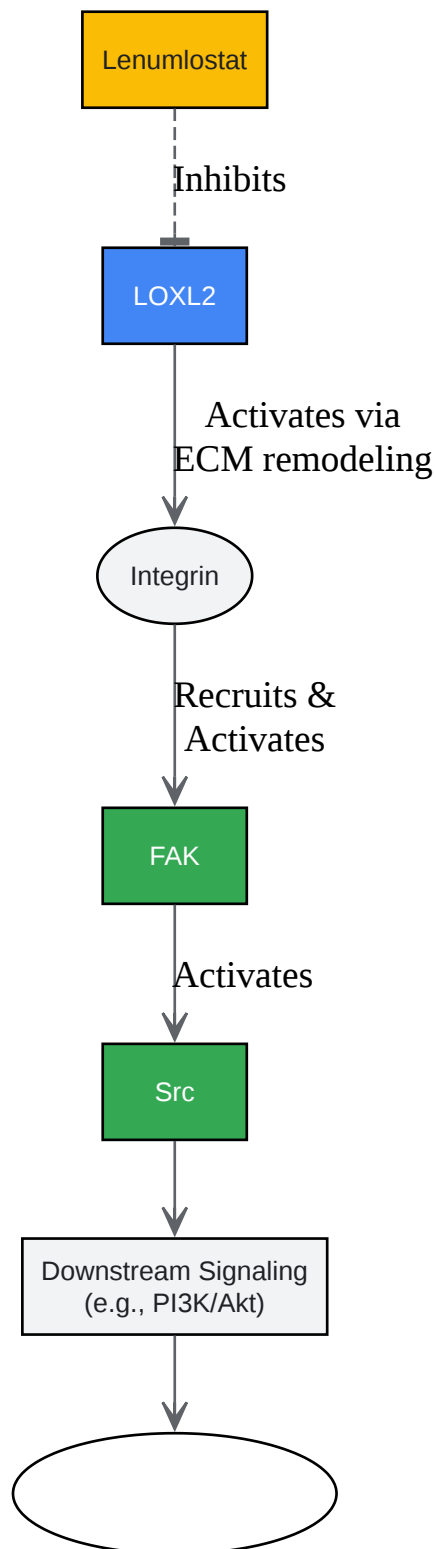 Lenumlostat
Inhibits
LOXL2
Activates via
ECM remodeling
Integrin
Recruits &
Activates
FAK
Activates
Src
Downstream Signaling
(e.g., PI3K/Akt)